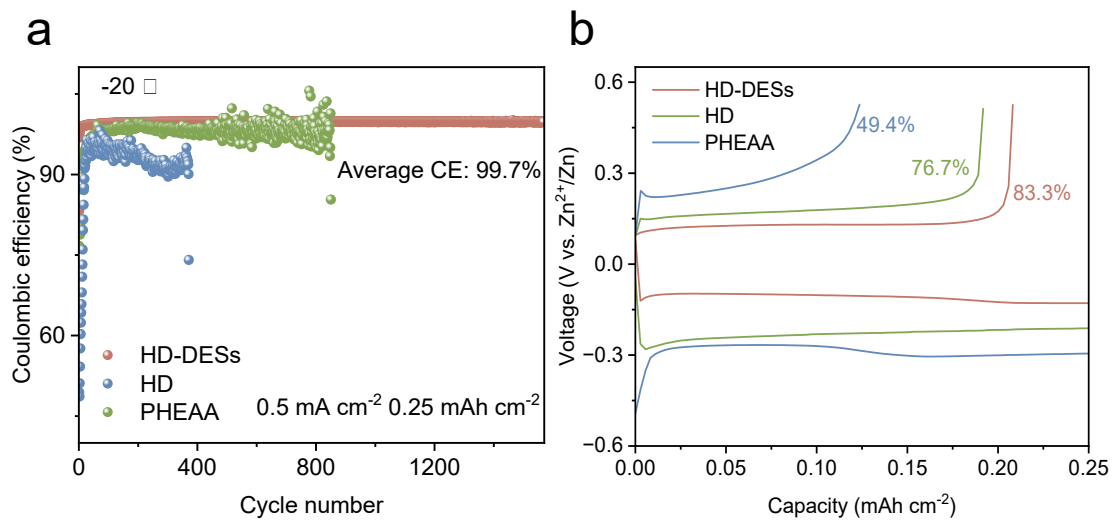 a
-20 □
Coulombic efficiency (%)
90
60
Average CE: 99.7%
HD-DESs
HD
PHEAA
0.5 mA cm⁻² 0.25 mAh cm⁻²
0
400
800
1200
Cycle number
b
Voltage (V vs. Zn²⁺/Zn)
0.6
0.3
0.0
−0.3
−0.6
HD-DESs
HD
PHEAA
49.4%
76.7%
83.3%
0.00
0.05
0.10
0.15
0.20
0.25
Capacity (mAh cm⁻²)